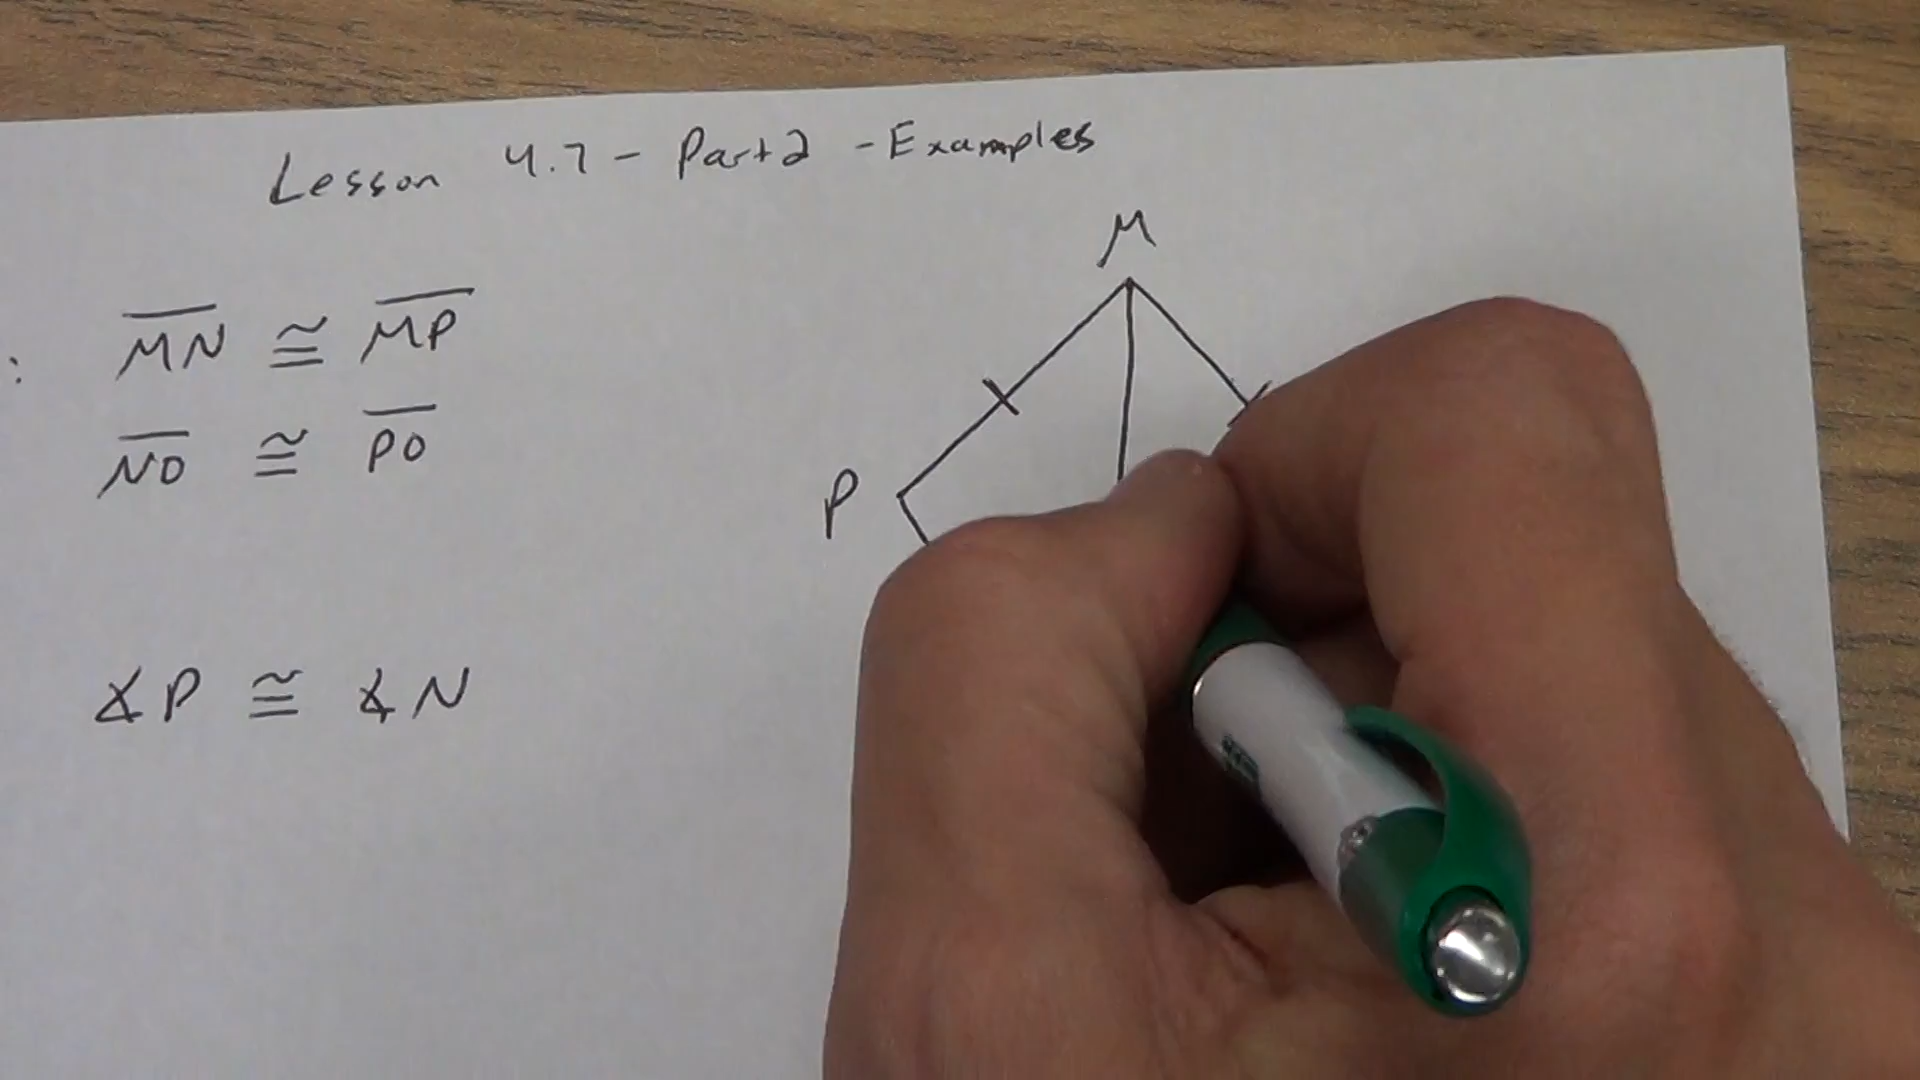 Lesson 4.7 - Part 2 - Examples
M
: MN ≅ MP
NO ≅ PO
P
∡P ≅ ∡N